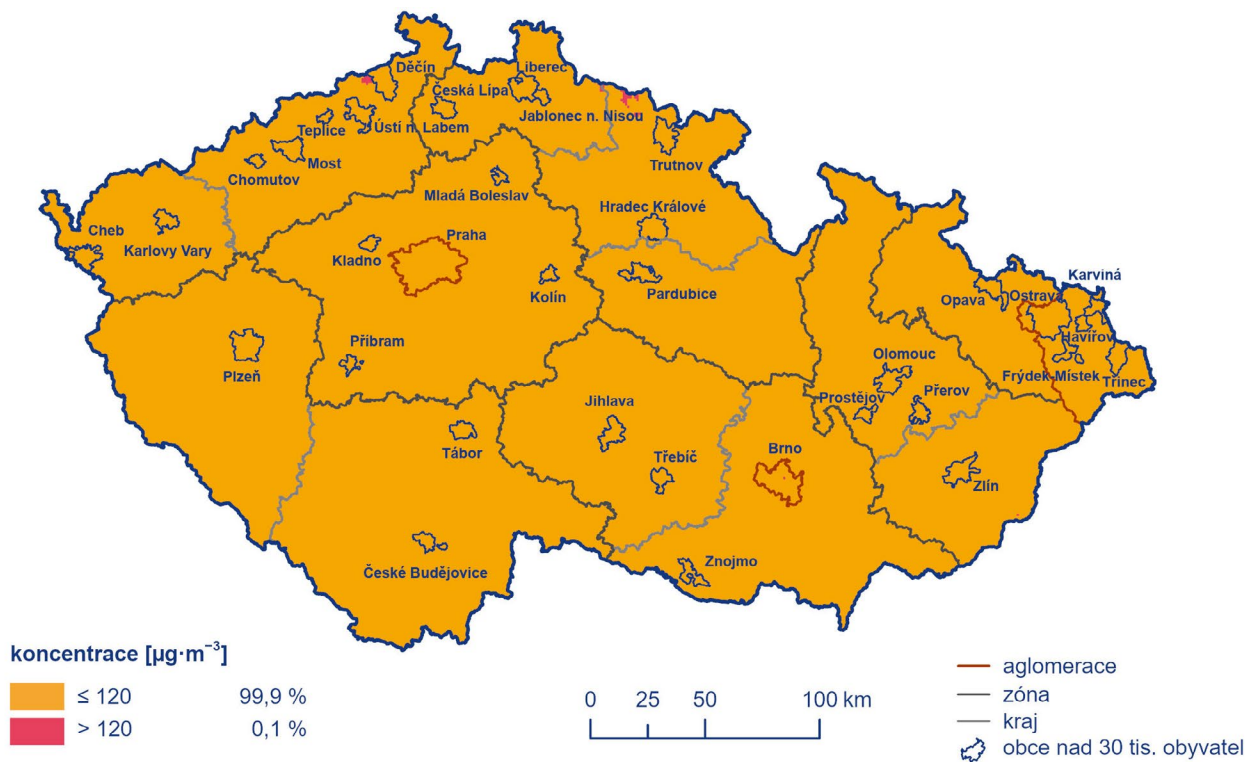 Děčín
Liberec
Česká Lípa
Jablonec n. Nisou
Teplice
Ústí n. Labem
Most
Chomutov
Trutnov
Mladá Boleslav
Hradec Králové
Cheb
Karlovy Vary
Praha
Kladno
Kolín
Pardubice
Karviná
Opava
Ostrava
Havířov
Příbram
Plzeň
Olomouc
Frýdek-Místek
Třinec
Prostějov
Přerov
Jihlava
Tábor
Třebíč
Brno
Zlín
České Budějovice
Znojmo
koncentrace [µg·m⁻³]
≤ 120 99,9 %
> 120 0,1 %
0 25 50 100 km
aglomerace
zóna
kraj
obce nad 30 tis. obyvatel